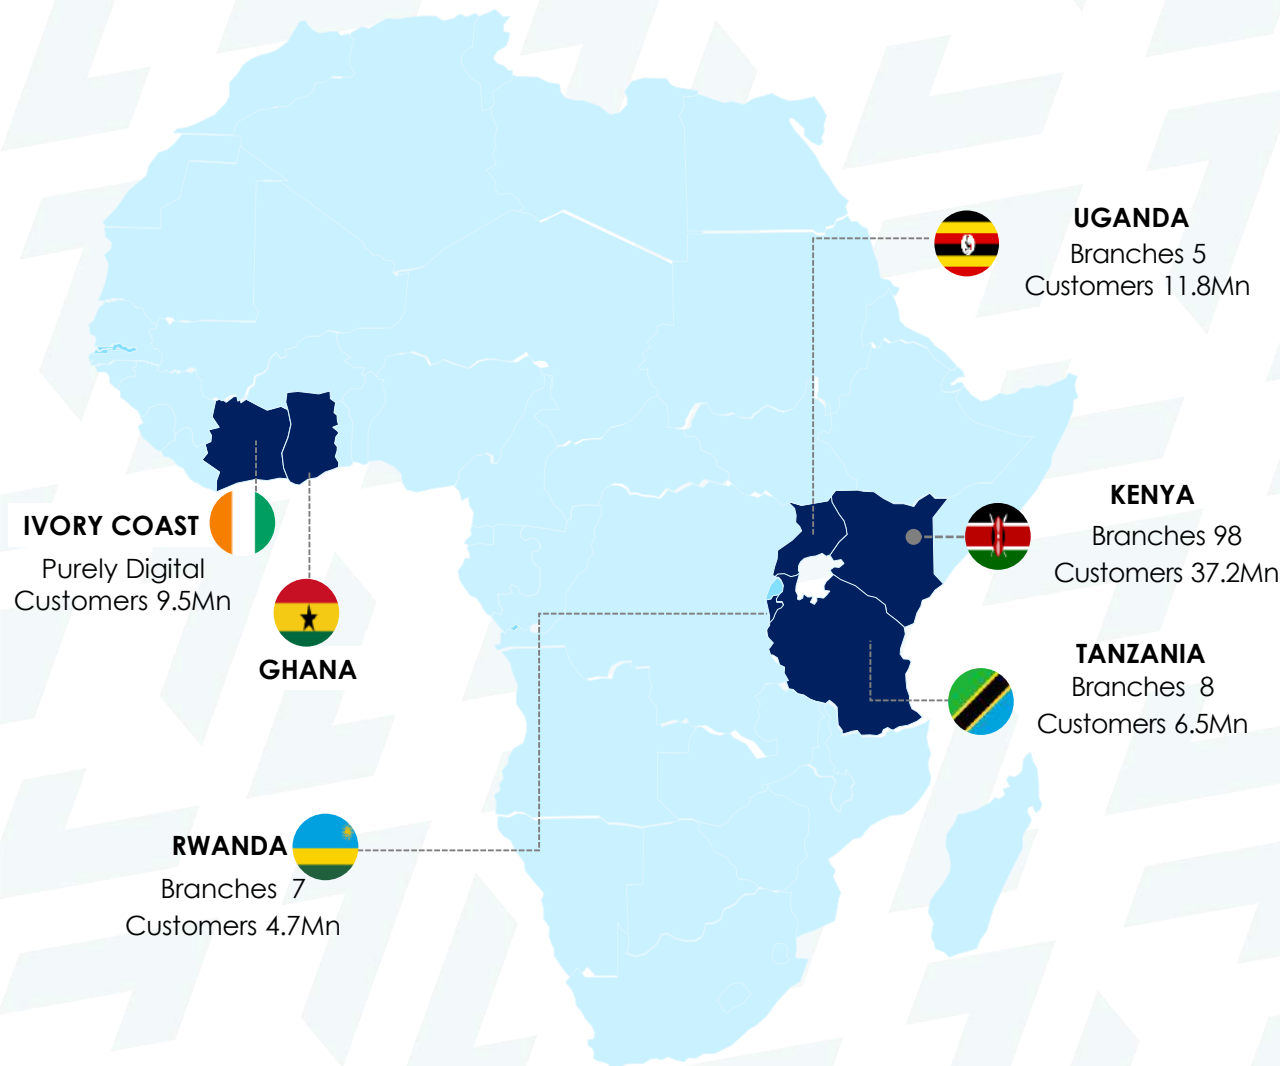 UGANDA
Branches 5
Customers 11.8Mn
KENYA
Branches 98
Customers 37.2Mn
IVORY COAST
Purely Digital
Customers 9.5Mn
GHANA
TANZANIA
Branches 8
Customers 6.5Mn
RWANDA
Branches 7
Customers 4.7Mn